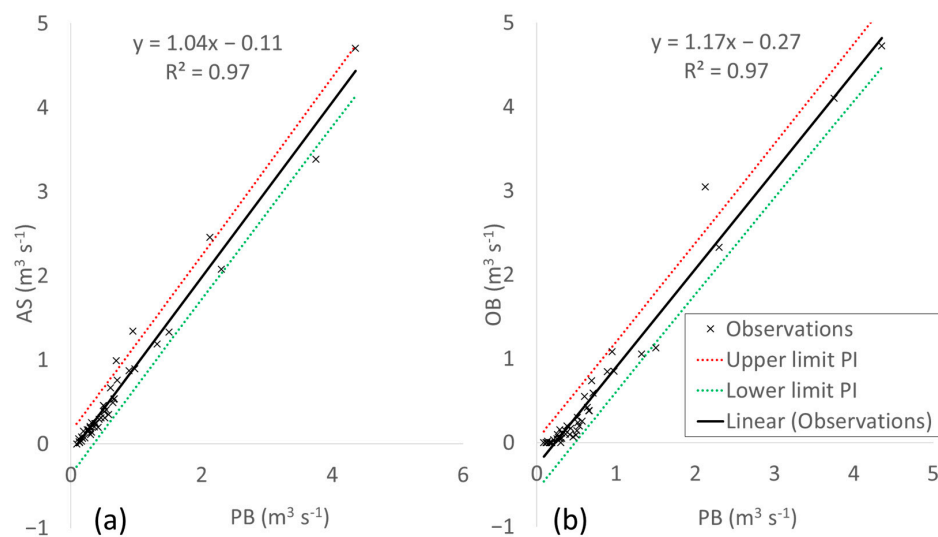 5
4
3
2
1
0
−1
AS (m³ s⁻¹)
y = 1.04x − 0.11
R² = 0.97
0
2
4
6
(a)
PB (m³ s⁻¹)
5
4
3
2
1
0
−1
OB (m³ s⁻¹)
y = 1.17x − 0.27
R² = 0.97
Observations
Upper limit PI
Lower limit PI
Linear (Observations)
0
1
2
3
4
5
(b)
PB (m³ s⁻¹)